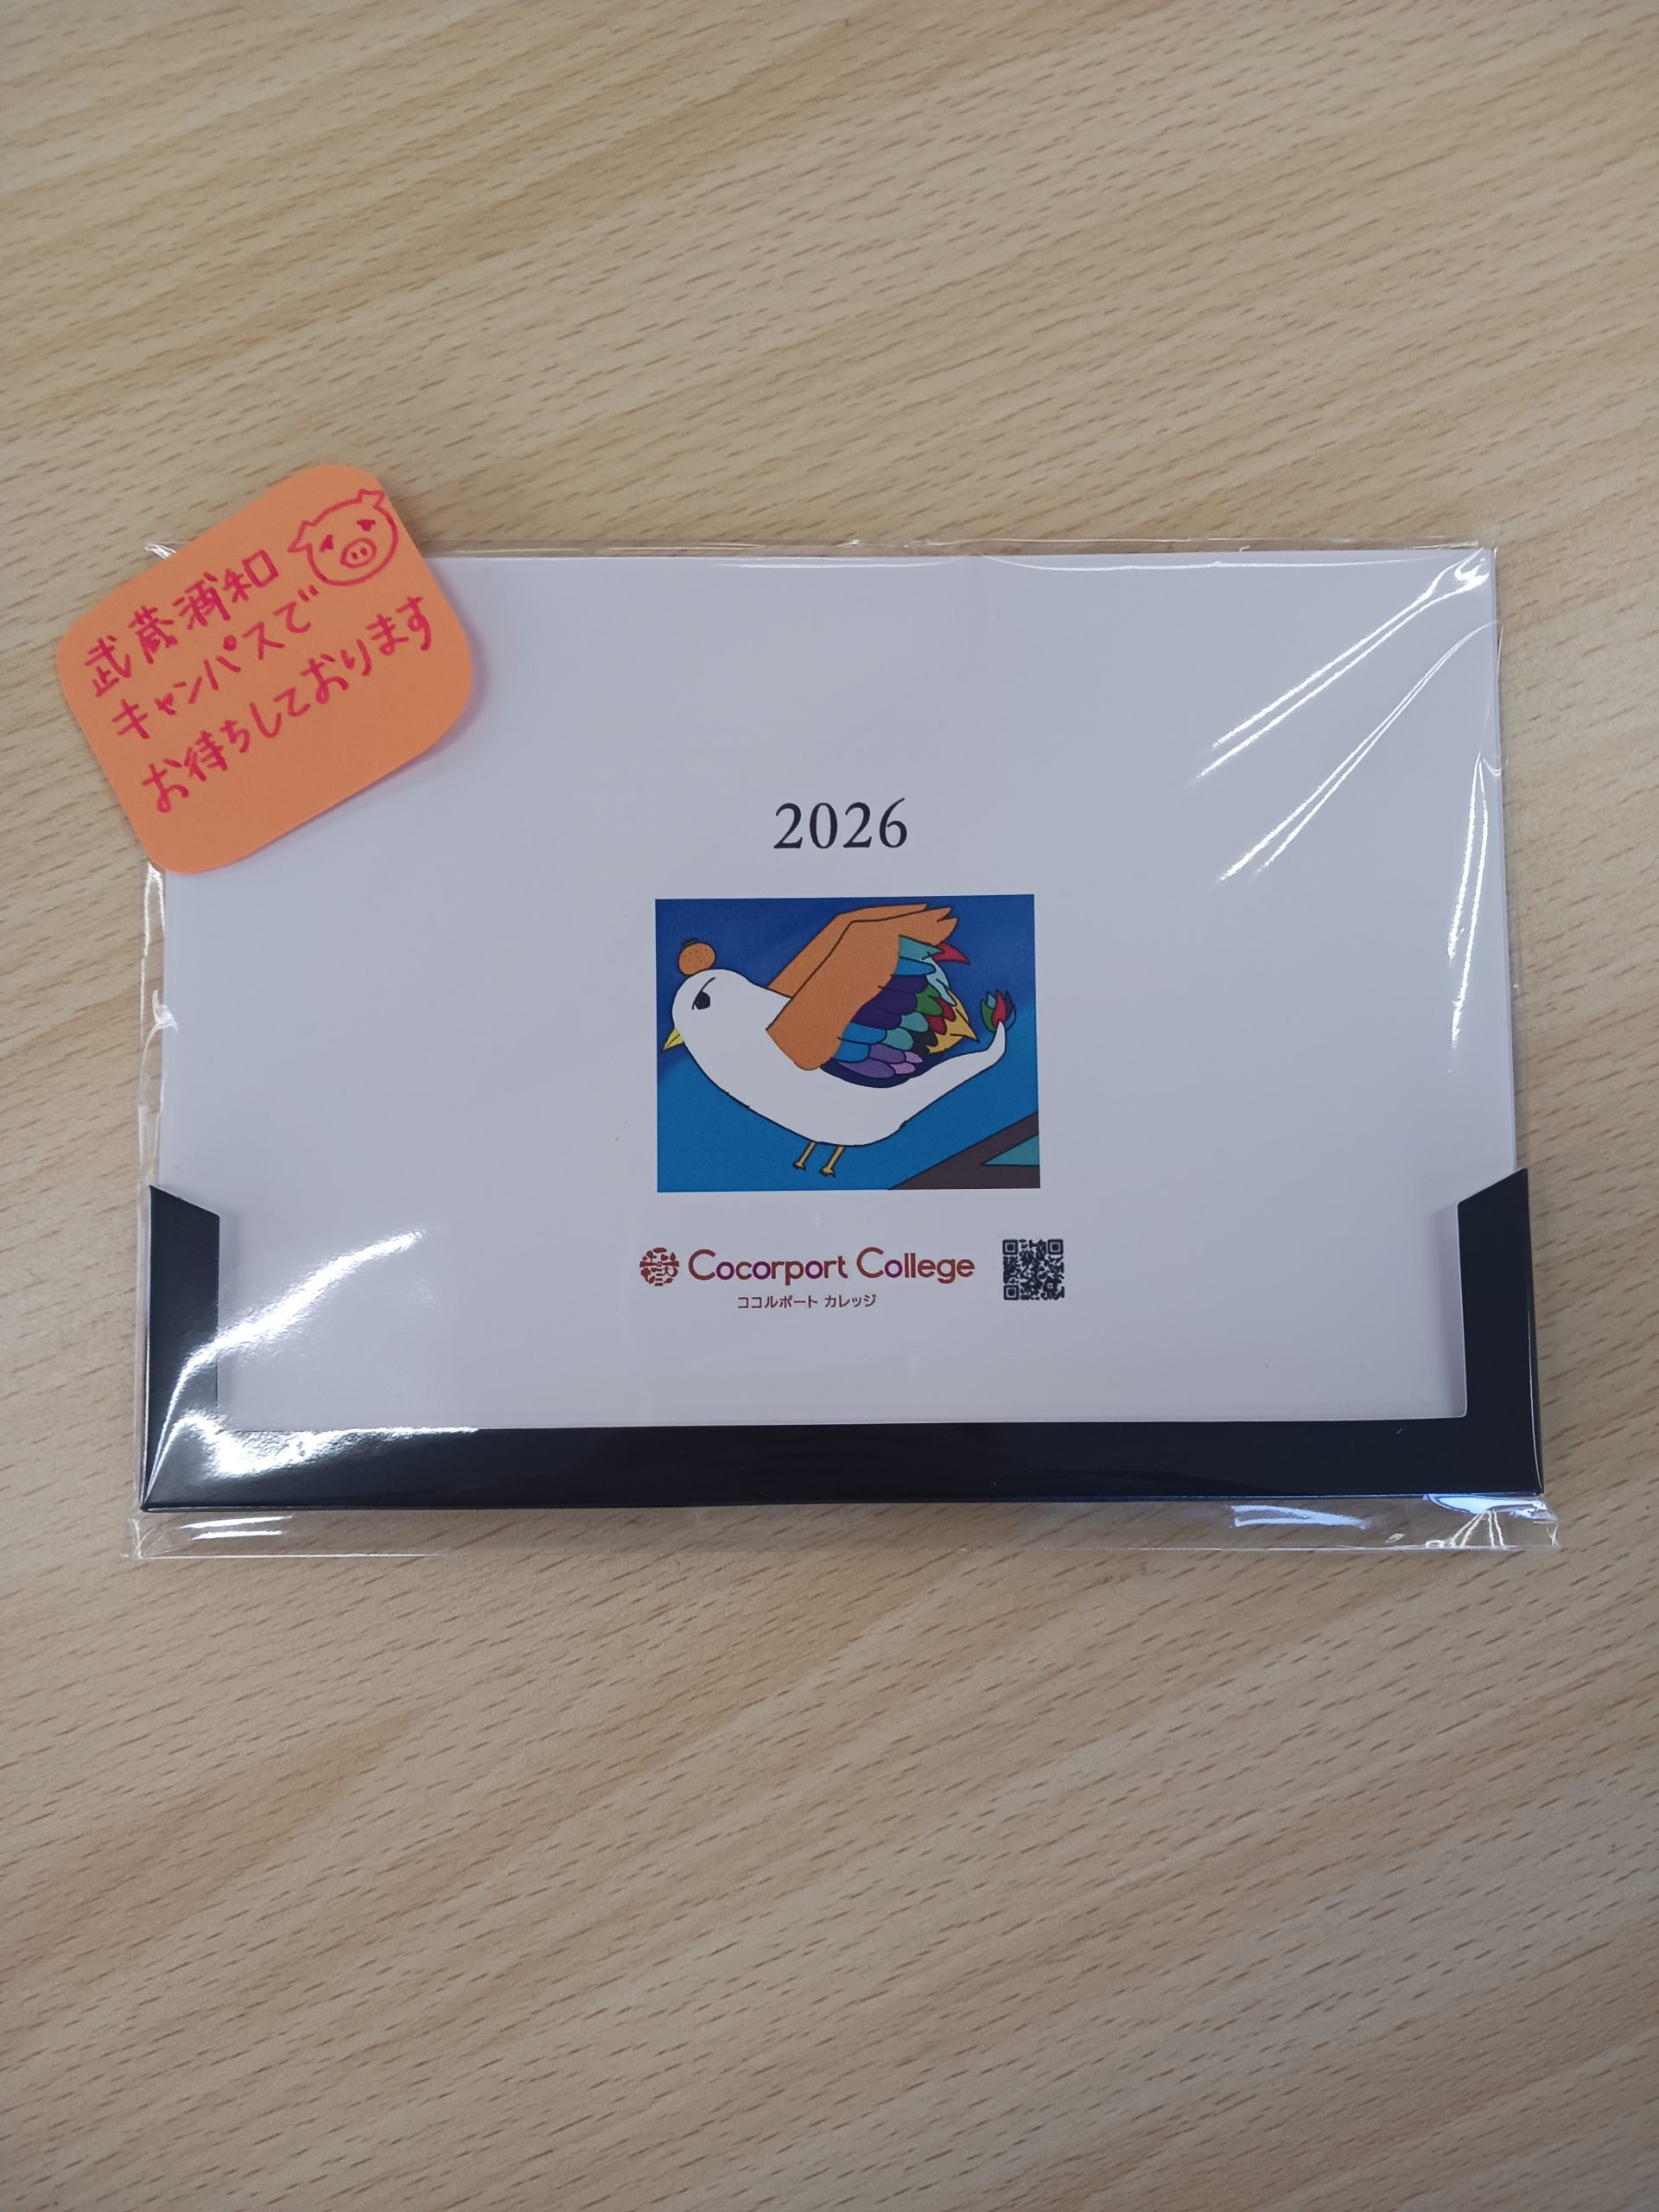 武蔵浦和
キャンパスで
お待ちしております
2026
Cocorport College
ココルポート カレッジ